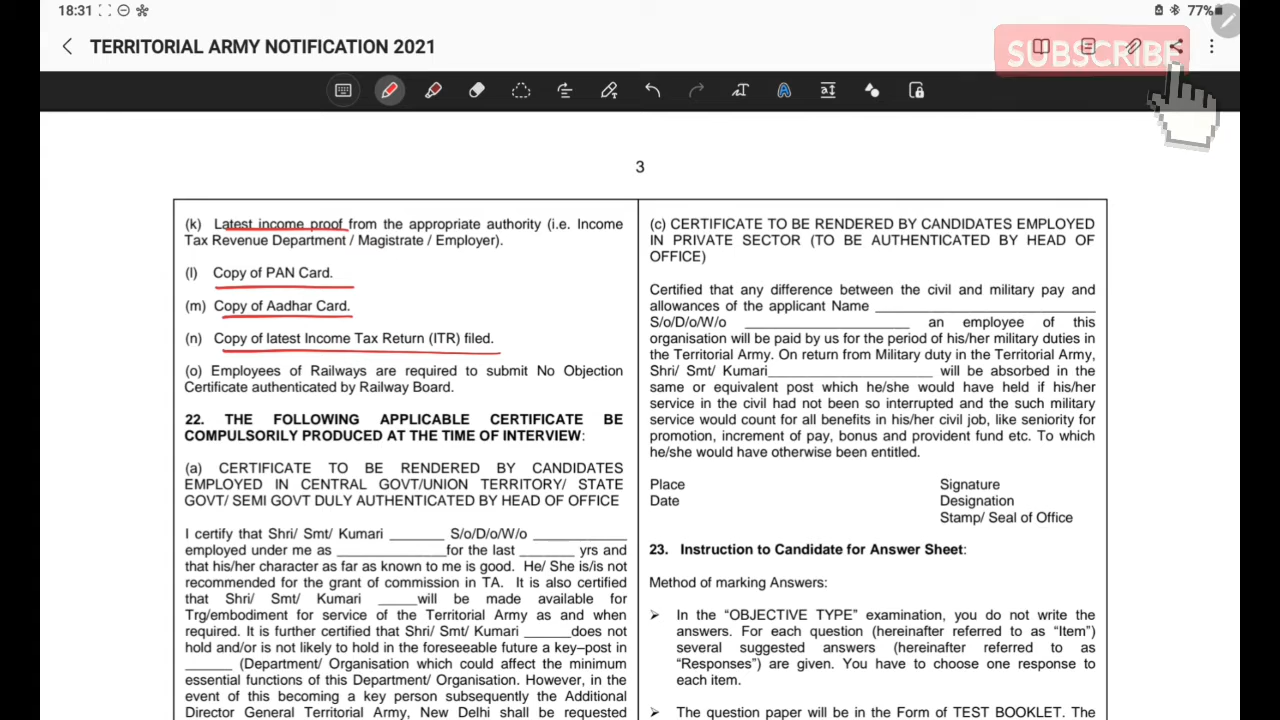 18:31
77%
TERRITORIAL ARMY NOTIFICATION 2021
SUBSCRIBE
3
(k) Latest income proof from the appropriate authority (i.e. Income
Tax Revenue Department / Magistrate / Employer).
(l) Copy of PAN Card.
(m) Copy of Aadhar Card.
(n) Copy of latest Income Tax Return (ITR) filed.
(o) Employees of Railways are required to submit No Objection
Certificate authenticated by Railway Board.
22. THE FOLLOWING APPLICABLE CERTIFICATE BE
COMPULSORILY PRODUCED AT THE TIME OF INTERVIEW:
(a) CERTIFICATE TO BE RENDERED BY CANDIDATES
EMPLOYED IN CENTRAL GOVT/UNION TERRITORY/ STATE
GOVT/ SEMI GOVT DULY AUTHENTICATED BY HEAD OF OFFICE
I certify that Shri/ Smt/ Kumari _______ S/o/D/o/W/o ____________
employed under me as ______________for the last _______ yrs and
that his/her character as far as known to me is good. He/ She is/is not
recommended for the grant of commission in TA. It is also certified
that Shri/ Smt/ Kumari _____will be made available for
Trg/embodiment for service of the Territorial Army as and when
required. It is further certified that Shri/ Smt/ Kumari ______does not
hold and/or is not likely to hold in the foreseeable future a key–post in
______ (Department/ Organisation which could affect the minimum
essential functions of this Department/ Organisation. However, in the
event of this becoming a key person subsequently the Additional
Director General Territorial Army, New Delhi shall be requested
(c) CERTIFICATE TO BE RENDERED BY CANDIDATES EMPLOYED
IN PRIVATE SECTOR (TO BE AUTHENTICATED BY HEAD OF
OFFICE)
Certified that any difference between the civil and military pay and
allowances of the applicant Name ____________________________
S/o/D/o/W/o _____________________ an employee of this
organisation will be paid by us for the period of his/her military duties in
the Territorial Army. On return from Military duty in the Territorial Army,
Shri/ Smt/ Kumari_____________________ will be absorbed in the
same or equivalent post which he/she would have held if his/her
service in the civil had not been so interrupted and the such military
service would count for all benefits in his/her civil job, like seniority for
promotion, increment of pay, bonus and provident fund etc. To which
he/she would have otherwise been entitled.
Place Signature
Date Designation
Stamp/ Seal of Office
23. Instruction to Candidate for Answer Sheet:
Method of marking Answers:
➢ In the “OBJECTIVE TYPE” examination, you do not write the
answers. For each question (hereinafter referred to as “Item”)
several suggested answers (hereinafter referred to as
“Responses”) are given. You have to choose one response to
each item.
➢ The question paper will be in the Form of TEST BOOKLET. The